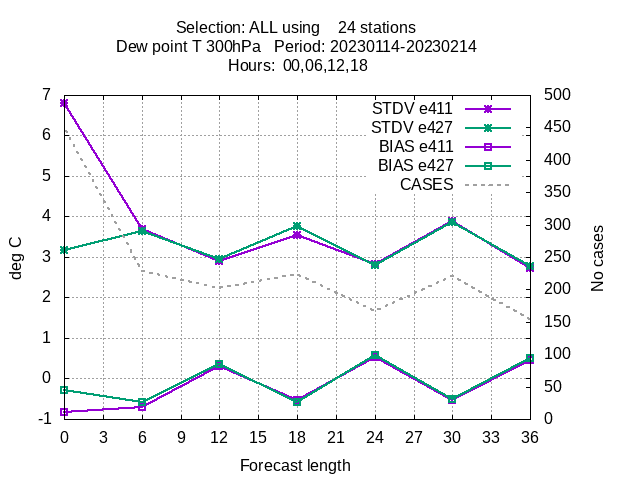 Selection: ALL using 24 stations
Dew point T 300hPa Period: 20230114-20230214
Hours: 00,06,12,18
7 500
STDV e411
450
STDV e427
6
BIAS e411
400
BIAS e427
5 350
CASES
4 300
250
3
200
2
150
1 100
0 50
-1 0
deg C
No cases
0 3 6 9 12 15 18 21 24 27 30 33 36
Forecast length